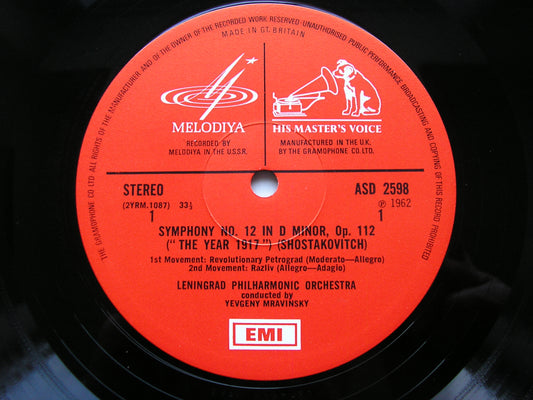 ALL RIGHTS OF THE MANUFACTURER AND OF THE OWNER OF THE RECORDED WORK RESERVED-UNAUTHORISED PUBLIC PERFORMANCE BROADCASTING AND COPYING OF THIS RECORD PROHIBITED
THE GRAMOPHONE CO LTD
MADE IN GT. BRITAIN
MELODIYA
HIS MASTER'S VOICE
RECORDED BY
MELODIYA IN THE U.S.S.R.
MANUFACTURED IN THE U.K.
BY THE GRAMOPHONE CO. LTD.
STEREO
ASD 2598
(2YRM.1087) 33⅓
℗ 1962
1
1
SYMPHONY NO. 12 IN D MINOR, Op. 112
(" THE YEAR 1917") (SHOSTAKOVITCH)
1st Movement: Revolutionary Petrograd (Moderato—Allegro)
2nd Movement: Razliv (Allegro—Adagio)
LENINGRAD PHILHARMONIC ORCHESTRA
conducted by
YEVGENY MRAVINSKY
EMI